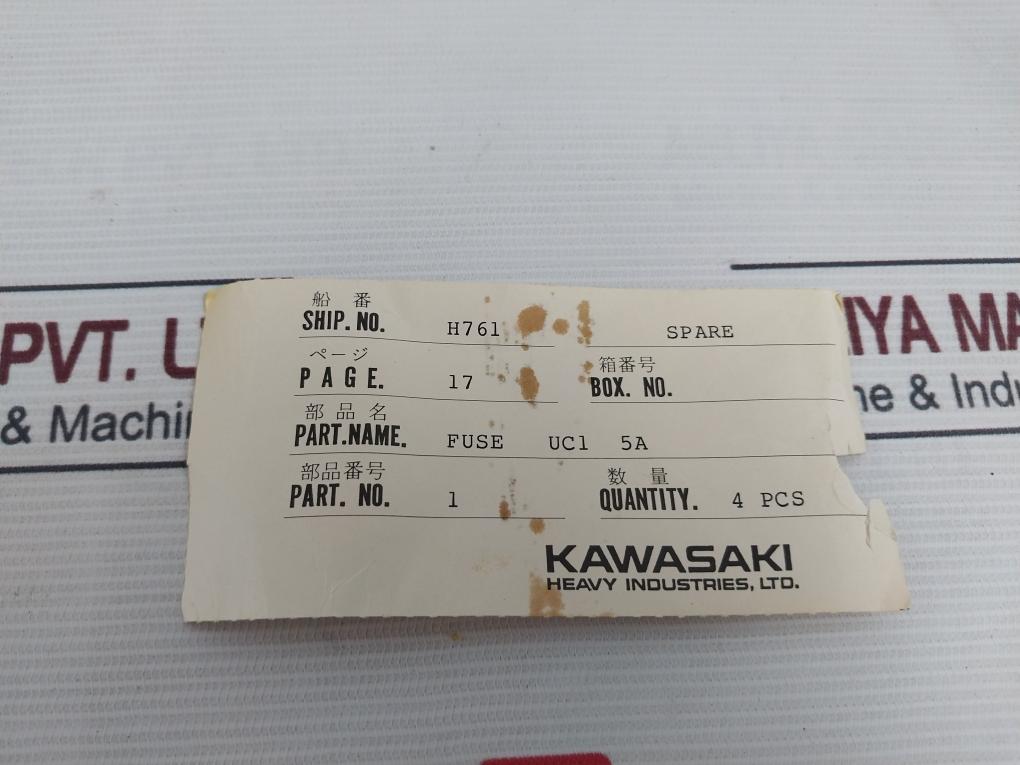 船 番
SHIP. NO. H761 SPARE
ページ 箱番号
PAGE. 17 BOX. NO.
部 品 名
PART.NAME. FUSE UC1 5A
部品番号 数 量
PART. NO. 1 QUANTITY. 4 PCS
KAWASAKI
HEAVY INDUSTRIES, LTD.
PVT.
& Machin
IYA MA
ne & Indu